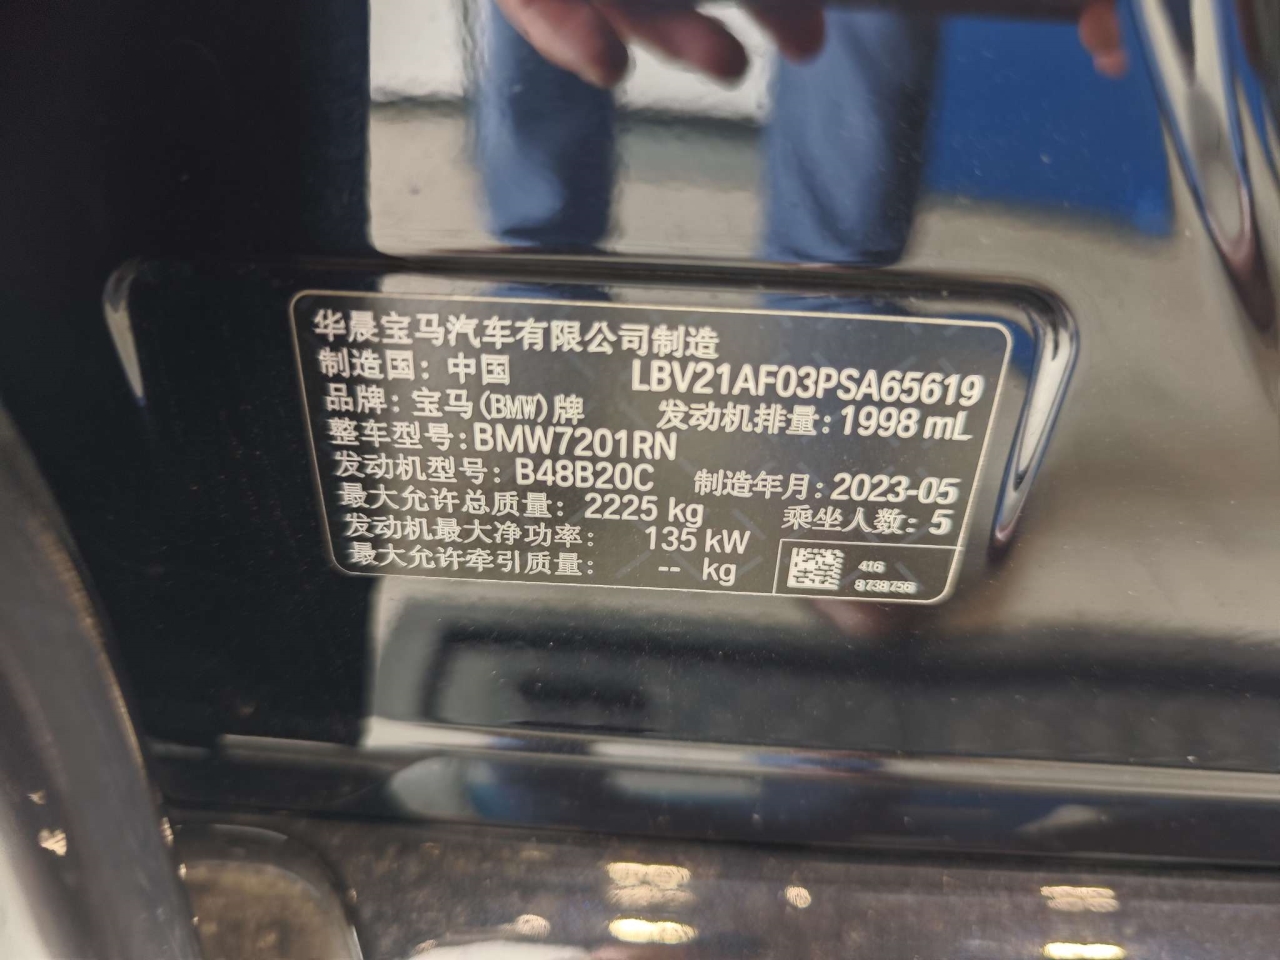 华晨宝马汽车有限公司制造
制造国：中国 LBV21AF03PSA65619
品牌：宝马(BMW)牌 发动机排量：1998 mL
整车型号：BMW7201RN
发动机型号：B48B20C 制造年月：2023-05
最大允许总质量：2225 kg 乘坐人数：5
发动机最大净功率：135 kW
最大允许牵引质量：-- kg
416
8738756